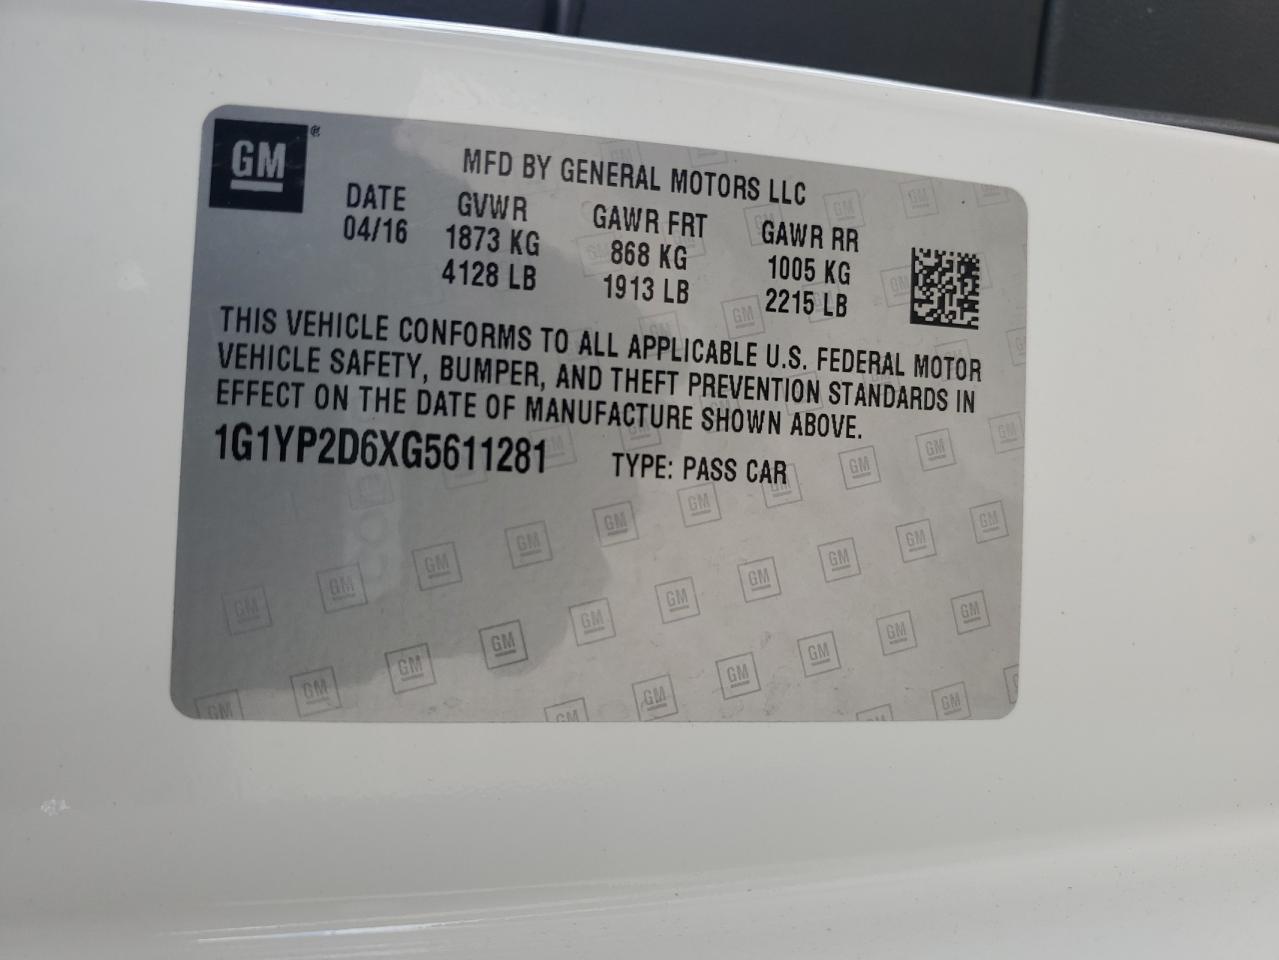 GM ®
MFD BY GENERAL MOTORS LLC
DATE GVWR GAWR FRT GAWR RR
04/16 1873 KG 868 KG 1005 KG
4128 LB 1913 LB 2215 LB
THIS VEHICLE CONFORMS TO ALL APPLICABLE U.S. FEDERAL MOTOR
VEHICLE SAFETY, BUMPER, AND THEFT PREVENTION STANDARDS IN
EFFECT ON THE DATE OF MANUFACTURE SHOWN ABOVE.
1G1YP2D6XG5611281 TYPE: PASS CAR